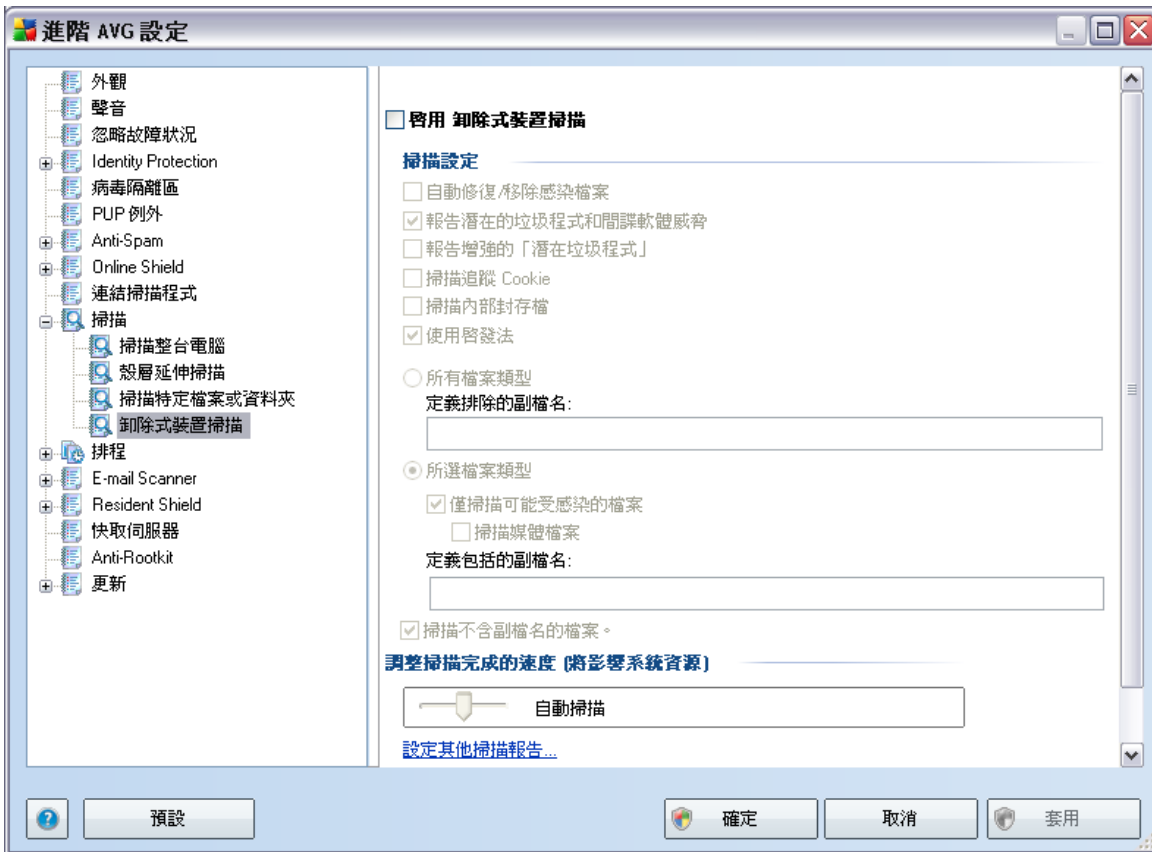 進階 AVG 設定
外觀
聲音
忽略故障狀況
Identity Protection
病毒隔離區
PUP 例外
Anti-Spam
Online Shield
連結掃描程式
掃描
掃描整台電腦
殼層延伸掃描
掃描特定檔案或資料夾
卸除式裝置掃描
排程
E-mail Scanner
Resident Shield
快取伺服器
Anti-Rootkit
更新
啓用 卸除式裝置掃描
掃描設定
自動修復/移除感染檔案
報告潛在的垃圾程式和間諜軟體威脅
報告增強的「潛在垃圾程式」
掃描追蹤 Cookie
掃描內部封存檔
使用啓發法
所有檔案類型
定義排除的副檔名:
所選檔案類型
僅掃描可能受感染的檔案
掃描媒體檔案
定義包括的副檔名:
掃描不含副檔名的檔案。
調整掃描完成的速度 (將影響系統資源)
自動掃描
設定其他掃描報告...
預設
確定
取消
套用